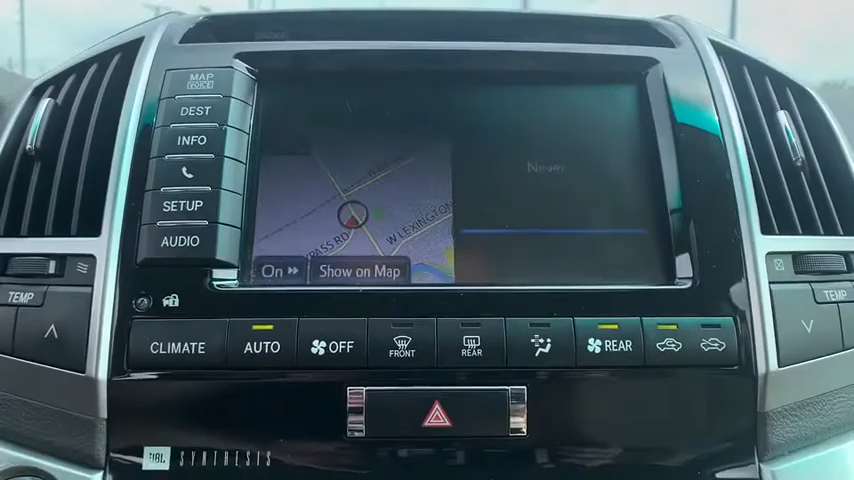 MAP
VOICE
DEST
INFO
SETUP
AUDIO
Never
PASS RD
W LEXINGTON
On
Show on Map
TEMP
TEMP
CLIMATE
AUTO
OFF
FRONT
REAR
REAR
JBL SYNTHESIS